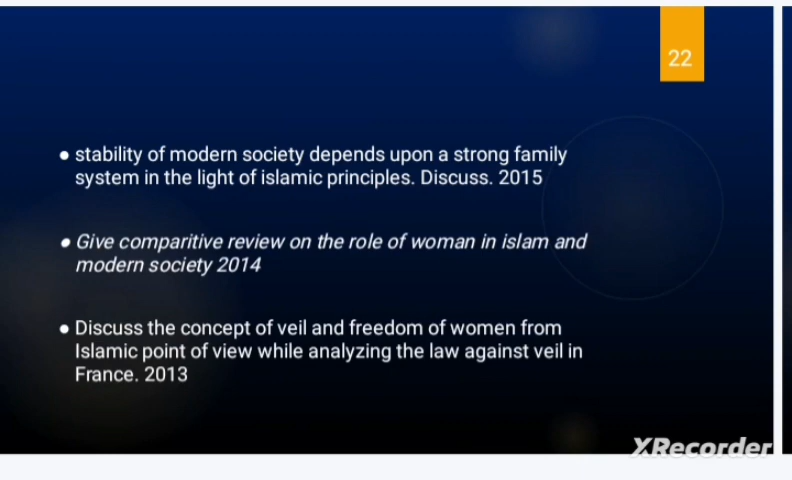 22
● stability of modern society depends upon a strong family
system in the light of islamic principles. Discuss. 2015
● Give comparitive review on the role of woman in islam and
modern society 2014
● Discuss the concept of veil and freedom of women from
Islamic point of view while analyzing the law against veil in
France. 2013
XRecorder